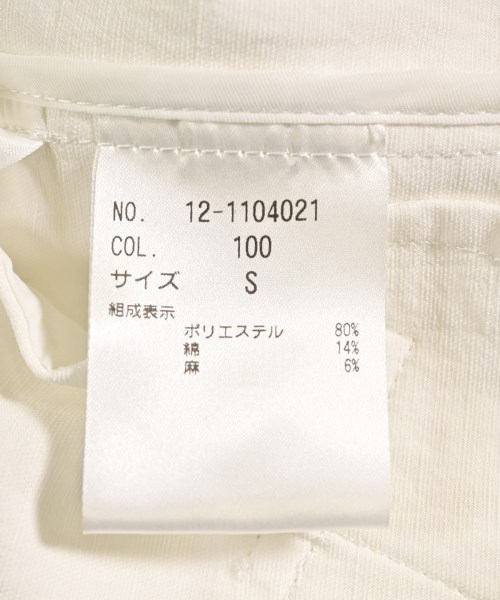 NO. 12-1104021
COL. 100
サイズ S
組成表示
ポリエステル 80%
綿 14%
麻 6%